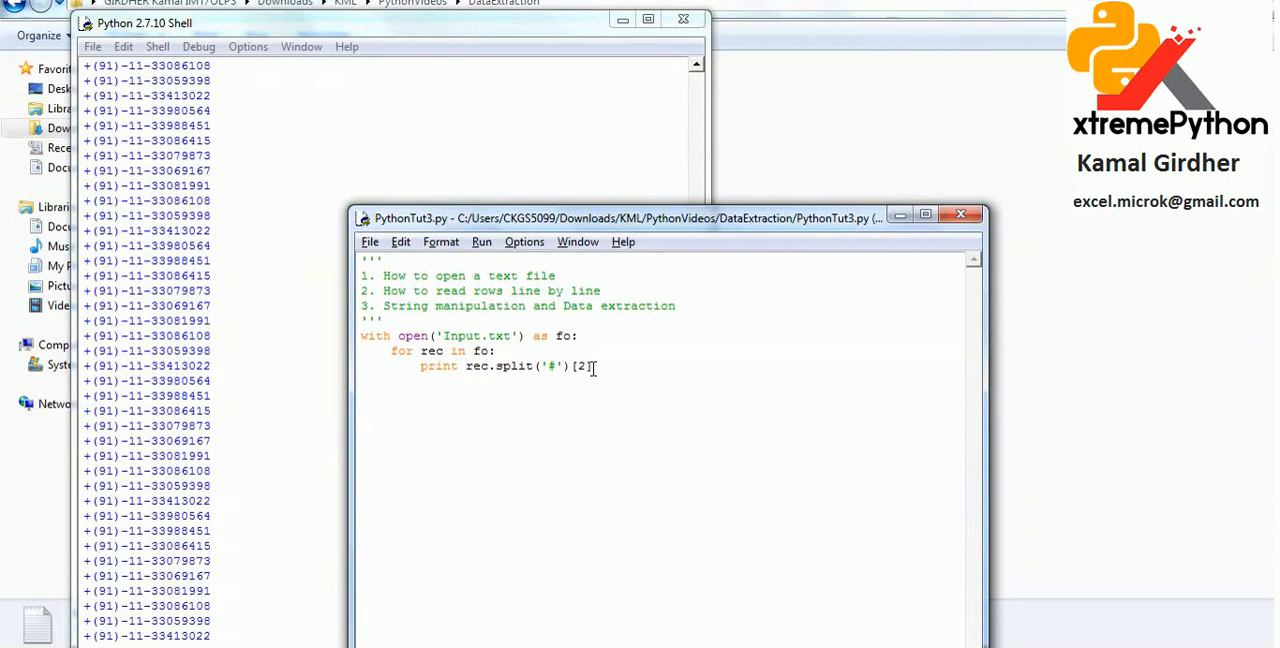 GIRDHER Kamal IMT/OLPS
Downloads
KML
PythonVideos
DataExtraction
Python 2.7.10 Shell
Organize
File Edit Shell Debug Options Window Help
Favorit
Desk
Libra
Dow
Rece
Docu
Librari
Docu
Mus
My P
Pictu
Vide
Comp
Syste
Netwo
+(91)-11-33086108
+(91)-11-33059398
+(91)-11-33413022
+(91)-11-33980564
+(91)-11-33988451
+(91)-11-33086415
+(91)-11-33079873
+(91)-11-33069167
+(91)-11-33081991
+(91)-11-33086108
+(91)-11-33059398
+(91)-11-33413022
+(91)-11-33980564
+(91)-11-33988451
+(91)-11-33086415
+(91)-11-33079873
+(91)-11-33069167
+(91)-11-33081991
+(91)-11-33086108
+(91)-11-33059398
+(91)-11-33413022
+(91)-11-33980564
+(91)-11-33988451
+(91)-11-33086415
+(91)-11-33079873
+(91)-11-33069167
+(91)-11-33081991
+(91)-11-33086108
+(91)-11-33059398
+(91)-11-33413022
+(91)-11-33980564
+(91)-11-33988451
+(91)-11-33086415
+(91)-11-33079873
+(91)-11-33069167
+(91)-11-33081991
+(91)-11-33086108
+(91)-11-33059398
+(91)-11-33413022
PythonTut3.py - C:/Users/CKGS5099/Downloads/KML/PythonVideos/DataExtraction/PythonTut3.py (...
File Edit Format Run Options Window Help
'''
1. How to open a text file
2. How to read rows line by line
3. String manipulation and Data extraction
'''
with open('Input.txt') as fo:
    for rec in fo:
        print rec.split('#')[2]
xtremePython
Kamal Girdher
excel.microk@gmail.com